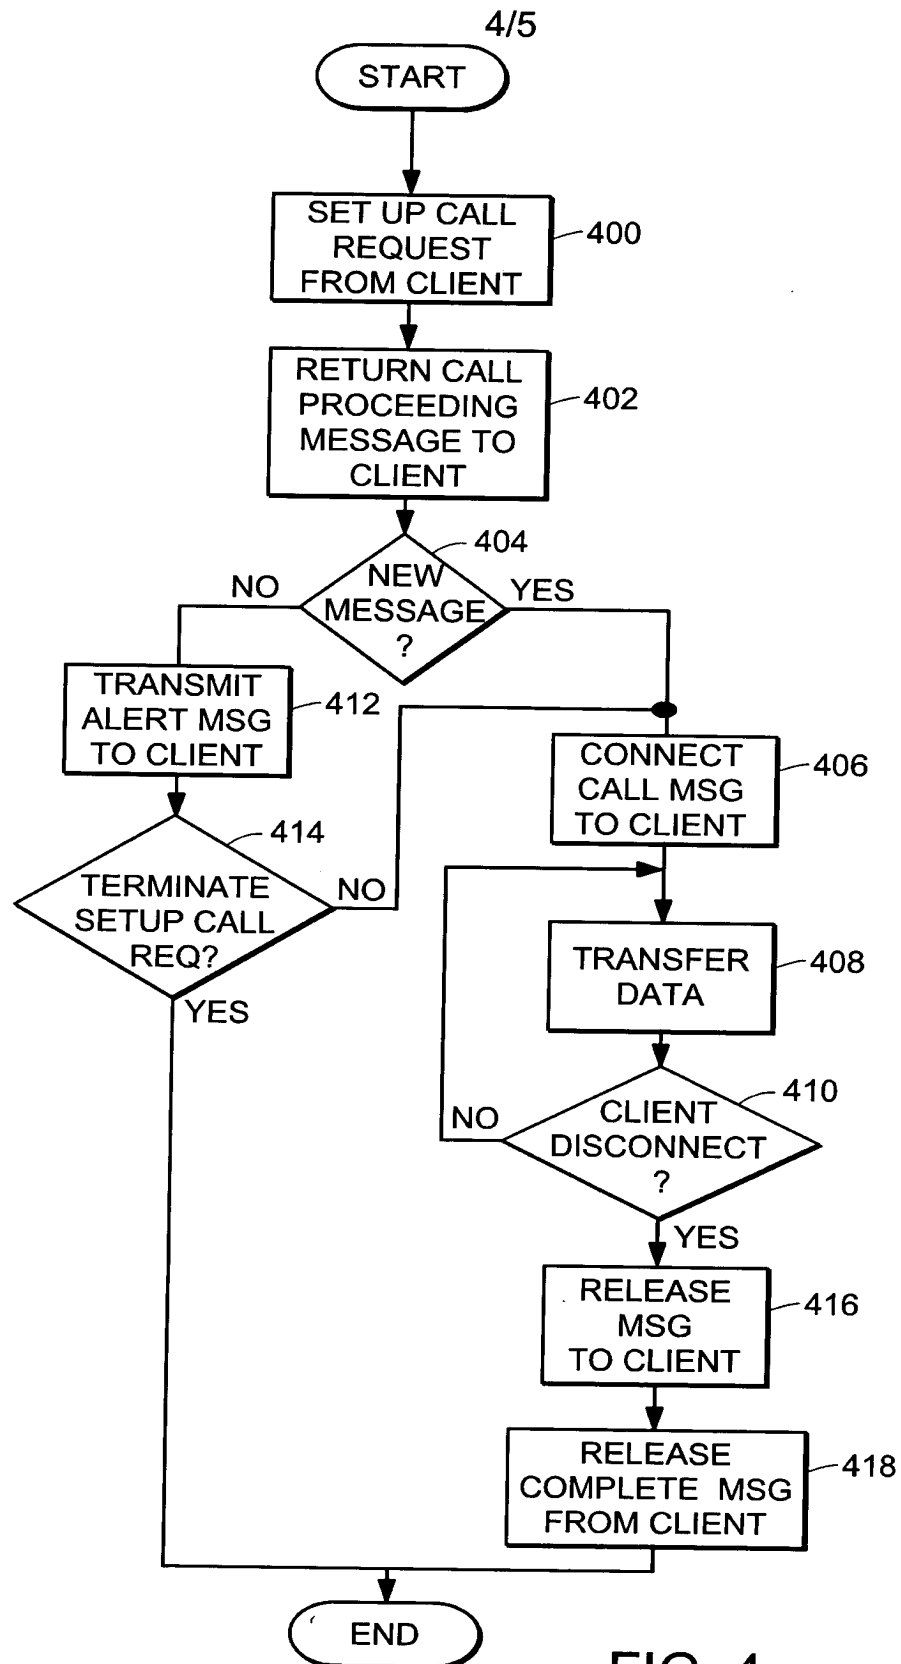 4/5
START
SET UP CALL
REQUEST
FROM CLIENT
400
RETURN CALL
PROCEEDING
MESSAGE TO
CLIENT
402
404
NEW
MESSAGE
?
NO
YES
TRANSMIT
ALERT MSG
TO CLIENT
412
CONNECT
CALL MSG
TO CLIENT
406
414
TERMINATE
SETUP CALL
REQ?
NO
YES
TRANSFER
DATA
408
410
CLIENT
DISCONNECT
?
NO
YES
RELEASE
MSG
TO CLIENT
416
RELEASE
COMPLETE MSG
FROM CLIENT
418
END
FIG. 4